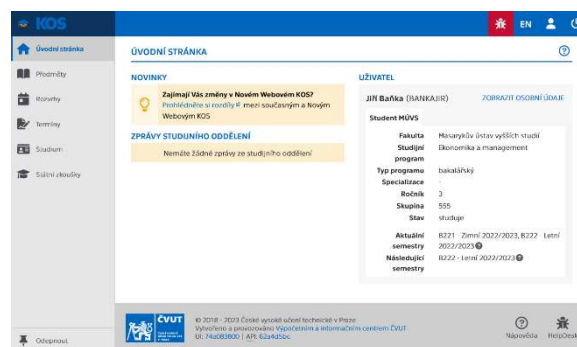 KOS
EN
Úvodní stránka
Předměty
Rozvrhy
Termíny
Studium
Státní zkoušky
Odepnout
ÚVODNÍ STRÁNKA
NOVINKY
Zajímají Vás změny v Novém Webovém KOS?
Prohlédněte si rozdíly mezi současným a Novým
Webovým KOS
ZPRÁVY STUDIJNÍHO ODDĚLENÍ
Nemáte žádné zprávy ze studijního oddělení
UŽIVATEL
Jiří Baňka (BANKAJIR) ZOBRAZIT OSOBNÍ ÚDAJE
Student MÚVS
Fakulta Masarykův ústav vyšších studií
Studijní Ekonomika a management
program
Typ programu bakalářský
Specializace -
Ročník 3
Skupina 555
Stav studuje
Aktuální B221 - Zimní 2022/2023, B222 - Letní
semestry 2022/2023
Následující B222 - Letní 2022/2023
semestry
ČVUT
© 2018 - 2023 České vysoké učení technické v Praze
Vytvořeno a provozováno Výpočetním a informačním centrem ČVUT
UI: 74a083800 | API: 62a4d5bc
Nápověda
HelpDesk